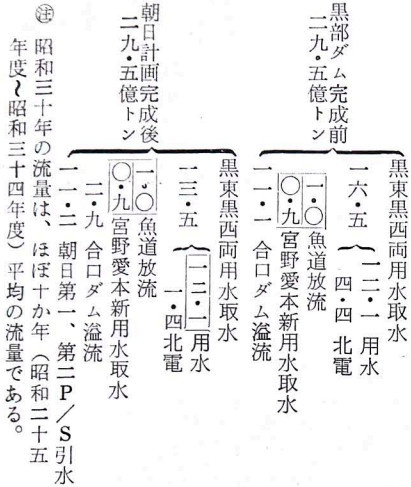 黒部ダム完成前
二九・五億トン
黒東黒西両用水取水
一六・五
一二・一 用水
四・四 北電
一・〇 魚道放流
〇・九 宮野愛本新用水取水
一一・一 合口ダム溢流
朝日計画完成後
二九・五億トン
黒東黒西両用水取水
一三・五
一二・一 用水
一・四 北電
一・〇 魚道放流
〇・九 宮野愛本新用水取水
二・九 合口ダム溢流
一一・二 朝日第一、第二P/S引水
㊟ 昭和三十年の流量は、ほぼ十か年(昭和二十五
年度〜昭和三十四年度)平均の流量である。